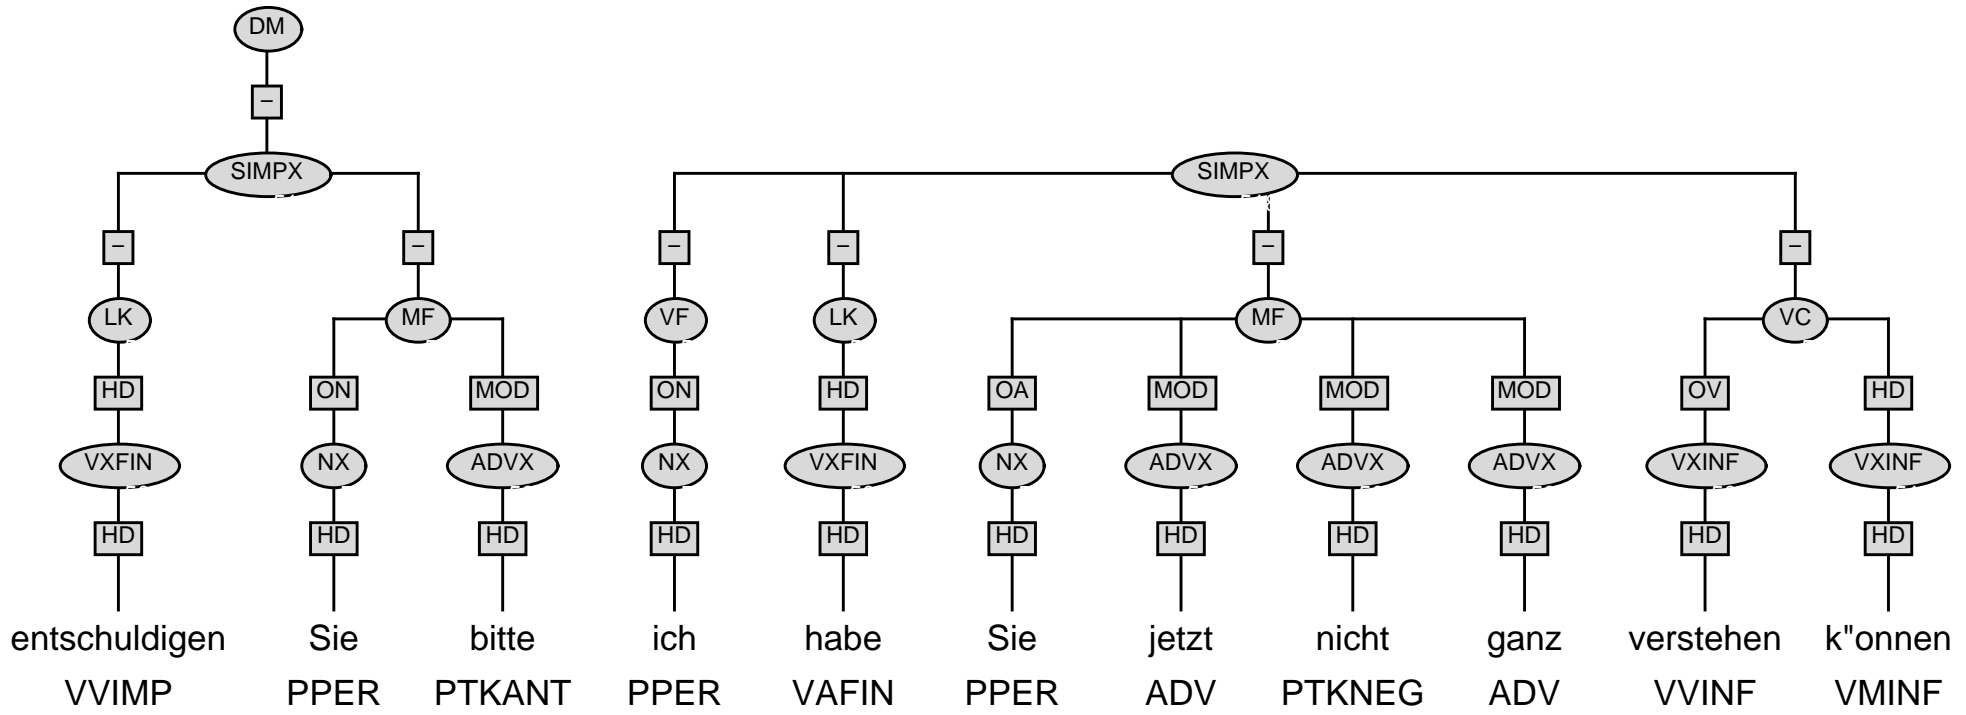 DM
–
SIMPX SIMPX
– – – – – –
LK MF VF LK MF VC
HD ON MOD ON HD OA MOD MOD MOD OV HD
VXFIN NX ADVX NX VXFIN NX ADVX ADVX ADVX VXINF VXINF
HD HD HD HD HD HD HD HD HD HD HD
entschuldigen Sie bitte ich habe Sie jetzt nicht ganz verstehen k"onnen
VVIMP PPER PTKANT PPER VAFIN PPER ADV PTKNEG ADV VVINF VMINF